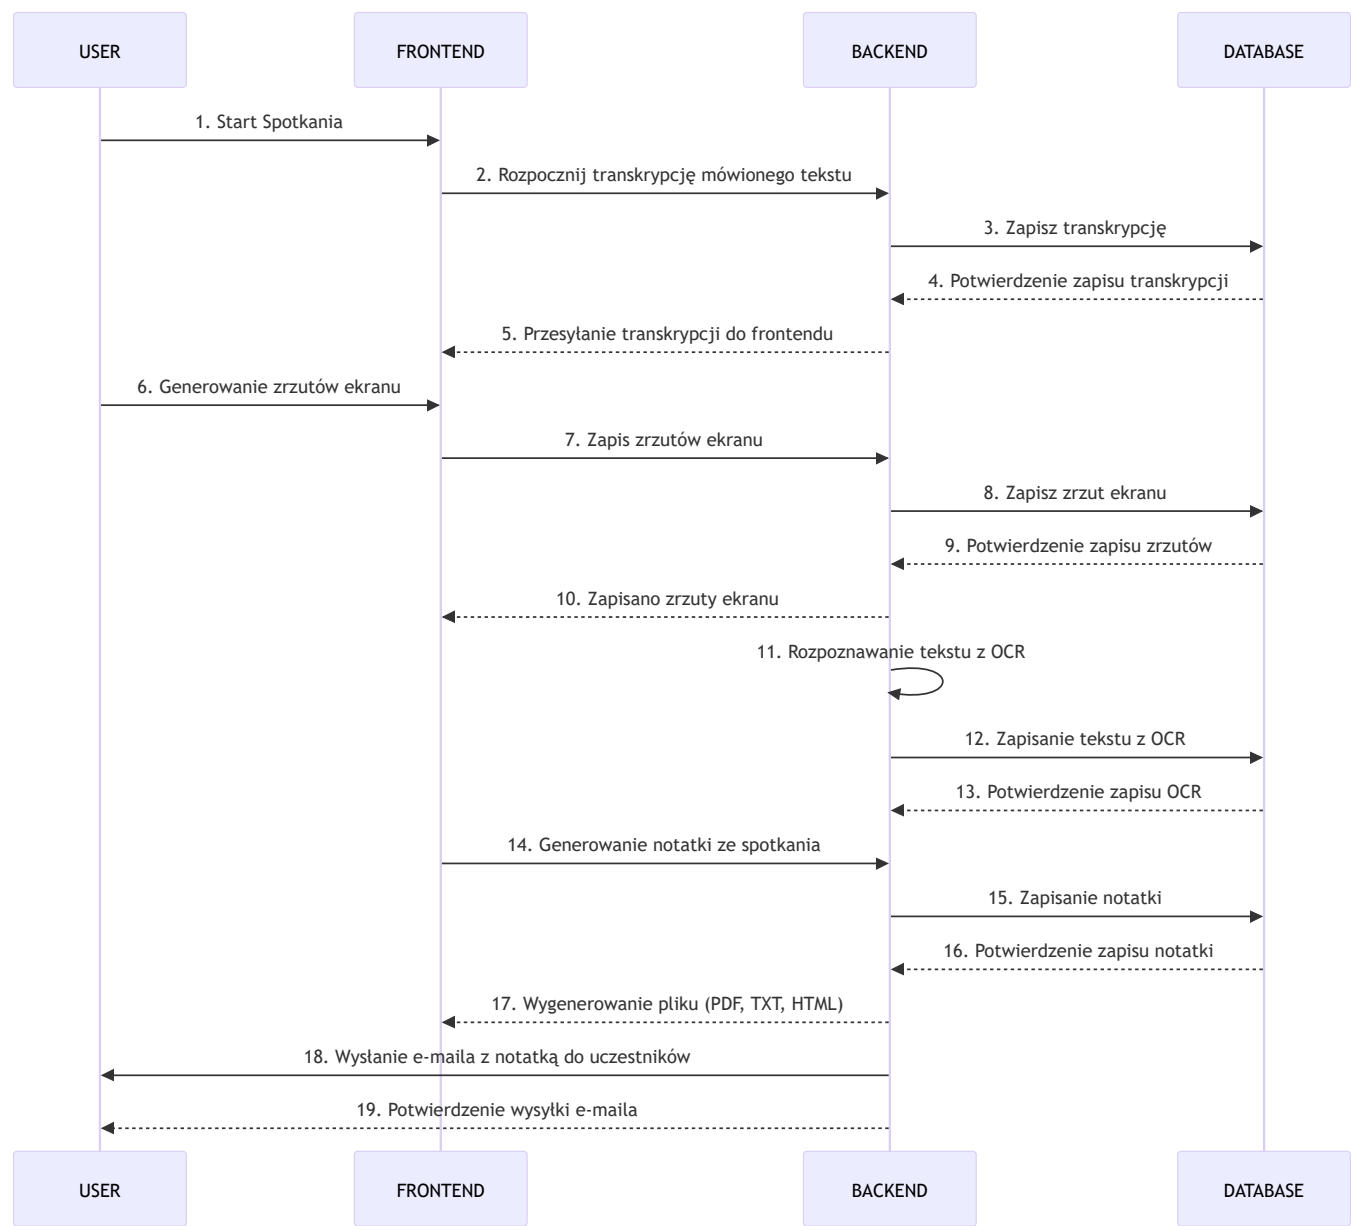 USER
FRONTEND
BACKEND
DATABASE
1. Start Spotkania
2. Rozpocznij transkrypcję mówionego tekstu
3. Zapisz transkrypcję
4. Potwierdzenie zapisu transkrypcji
5. Przesyłanie transkrypcji do frontendu
6. Generowanie zrzutów ekranu
7. Zapis zrzutów ekranu
8. Zapisz zrzut ekranu
9. Potwierdzenie zapisu zrzutów
10. Zapisano zrzuty ekranu
11. Rozpoznawanie tekstu z OCR
12. Zapisanie tekstu z OCR
13. Potwierdzenie zapisu OCR
14. Generowanie notatki ze spotkania
15. Zapisanie notatki
16. Potwierdzenie zapisu notatki
17. Wygenerowanie pliku (PDF, TXT, HTML)
18. Wysłanie e-maila z notatką do uczestników
19. Potwierdzenie wysyłki e-maila
USER
FRONTEND
BACKEND
DATABASE